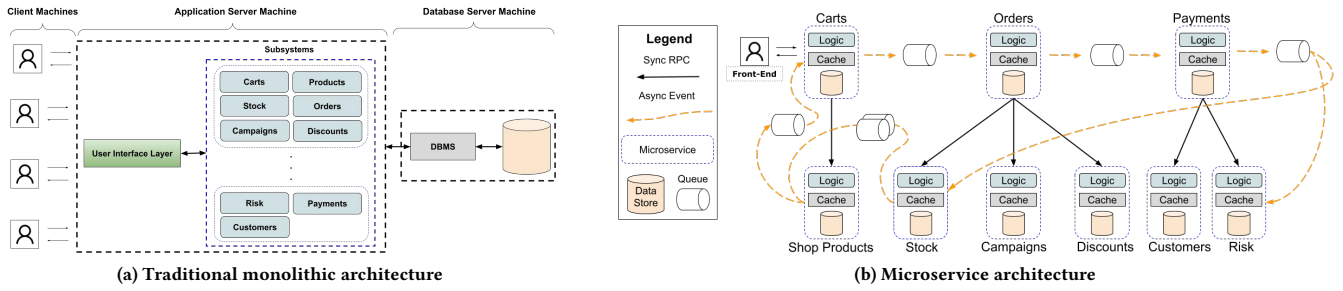 Client Machines
Application Server Machine
Database Server Machine
Subsystems
Carts
Products
Stock
Orders
Campaigns
Discounts
User Interface Layer
DBMS
Risk
Payments
Customers
(a) Traditional monolithic architecture
Legend
Sync RPC
Async Event
Microservice
Queue
Data
Store
Front-End
Carts
Logic
Cache
Orders
Logic
Cache
Payments
Logic
Cache
Logic
Cache
Shop Products
Logic
Cache
Stock
Logic
Cache
Campaigns
Logic
Cache
Discounts
Logic
Cache
Customers
Logic
Cache
Risk
(b) Microservice architecture